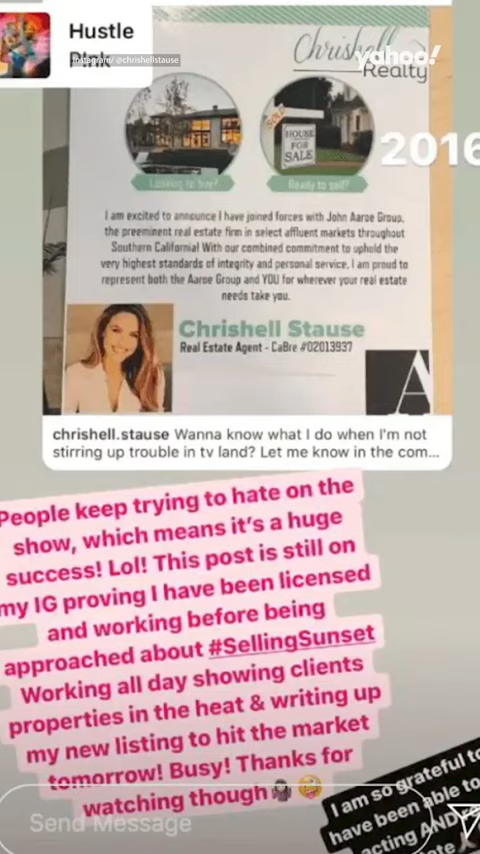 Hustle
P!nk
Instagram/ @chrishellstause
yahoo!
Chrishell
Realty
2016
SOLD
HOUSE
FOR
SALE
Looking to buy?
Ready to sell?
I am excited to announce I have joined forces with John Aaroe Group,
the preeminent real estate firm in select affluent markets throughout
Southern California! With our combined commitment to uphold the
very highest standards of integrity and personal service, I am proud to
represent both the Aaroe Group and YOU for wherever your real estate
needs take you.
Chrishell Stause
Real Estate Agent - CaBre #02013937
A
chrishell.stause Wanna know what I do when I'm not
stirring up trouble in tv land? Let me know in the com...
People keep trying to hate on the
show, which means it's a huge
success! Lol! This post is still on
my IG proving I have been licensed
and working before being
approached about #SellingSunset
Working all day showing clients
properties in the heat & writing up
my new listing to hit the market
tomorrow! Busy! Thanks for
watching though
I am so grateful to
have been able to
acting AND
Send Message